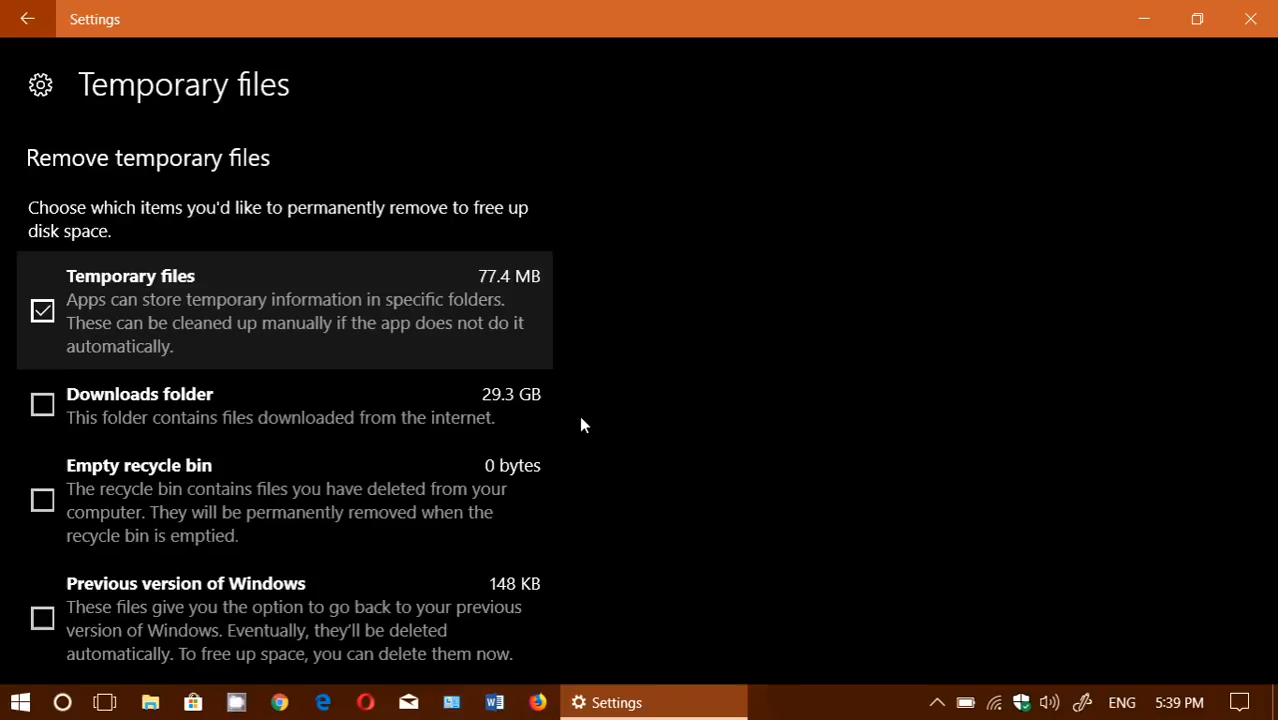 Settings
Temporary files
Remove temporary files
Choose which items you'd like to permanently remove to free up
disk space.
Temporary files 77.4 MB
Apps can store temporary information in specific folders.
These can be cleaned up manually if the app does not do it
automatically.
Downloads folder 29.3 GB
This folder contains files downloaded from the internet.
Empty recycle bin 0 bytes
The recycle bin contains files you have deleted from your
computer. They will be permanently removed when the
recycle bin is emptied.
Previous version of Windows 148 KB
These files give you the option to go back to your previous
version of Windows. Eventually, they'll be deleted
automatically. To free up space, you can delete them now.
Settings ENG 5:39 PM